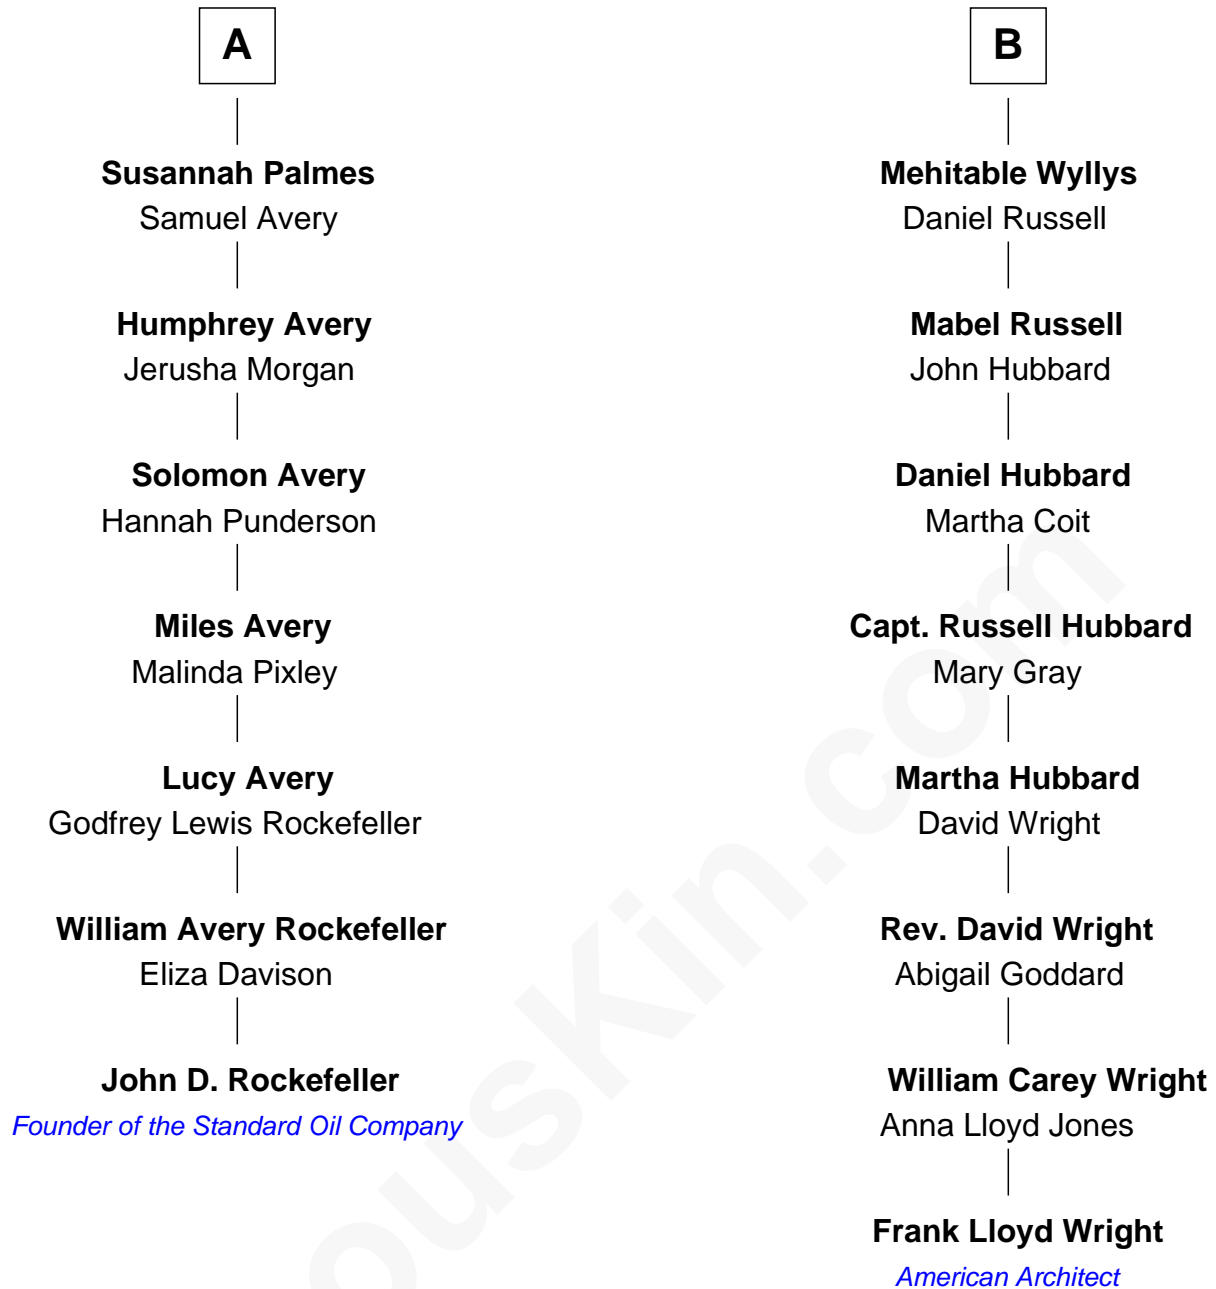 A
Susannah Palmes
Samuel Avery
Humphrey Avery
Jerusha Morgan
Solomon Avery
Hannah Punderson
Miles Avery
Malinda Pixley
Lucy Avery
Godfrey Lewis Rockefeller
William Avery Rockefeller
Eliza Davison
John D. Rockefeller
Founder of the Standard Oil Company
B
Mehitable Wyllys
Daniel Russell
Mabel Russell
John Hubbard
Daniel Hubbard
Martha Coit
Capt. Russell Hubbard
Mary Gray
Martha Hubbard
David Wright
Rev. David Wright
Abigail Goddard
William Carey Wright
Anna Lloyd Jones
Frank Lloyd Wright
American Architect
ousKin.com